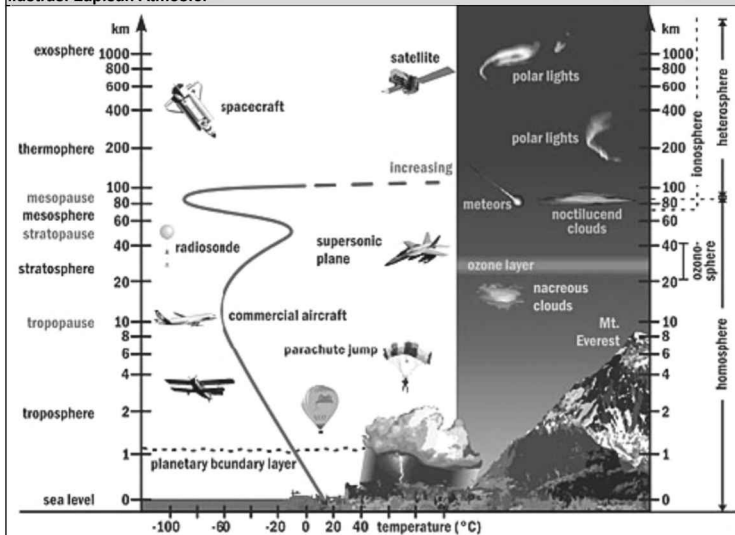 Ilustrasi Lapisan Atmosfer
km
exosphere
1000
800
600
400
thermophere
200
100
mesopause
80
mesosphere
60
stratopause
40
stratosphere
20
tropopause
10
8
6
4
troposphere
2
1
sea level
0
spacecraft
satellite
increasing
radiosonde
supersonic
plane
commercial aircraft
parachute jump
planetary boundary layer
-100
-60
-20
0
20
40
temperature (°C)
polar lights
polar lights
meteors
noctilucend
clouds
ozone layer
nacreous
clouds
Mt.
Everest
km
1000
800
600
400
200
100
80
60
40
20
10
8
6
4
2
1
0
ionosphere
ozono-
sphere
heterosphere
homosphere